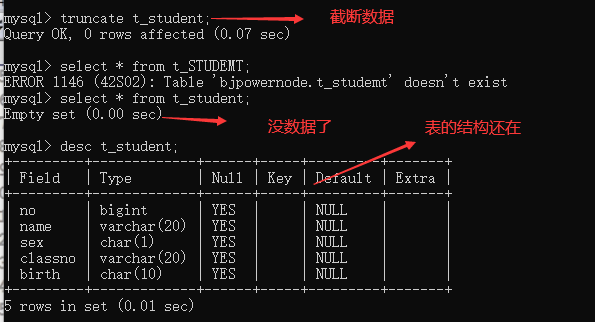 mysql> truncate t_student;
截断数据
Query OK, 0 rows affected (0.07 sec)
mysql> select * from t_STUDEMT;
ERROR 1146 (42S02): Table 'bjpowernode.t_studemt' doesn't exist
mysql> select * from t_student;
Empty set (0.00 sec)
没数据了
表的结构还在
mysql> desc t_student;
+---------+-------------+------+-----+---------+-------+
| Field | Type | Null | Key | Default | Extra |
+---------+-------------+------+-----+---------+-------+
| no | bigint | YES | | NULL | |
| name | varchar(20) | YES | | NULL | |
| sex | char(1) | YES | | NULL | |
| classno | varchar(20) | YES | | NULL | |
| birth | char(10) | YES | | NULL | |
+---------+-------------+------+-----+---------+-------+
5 rows in set (0.01 sec)